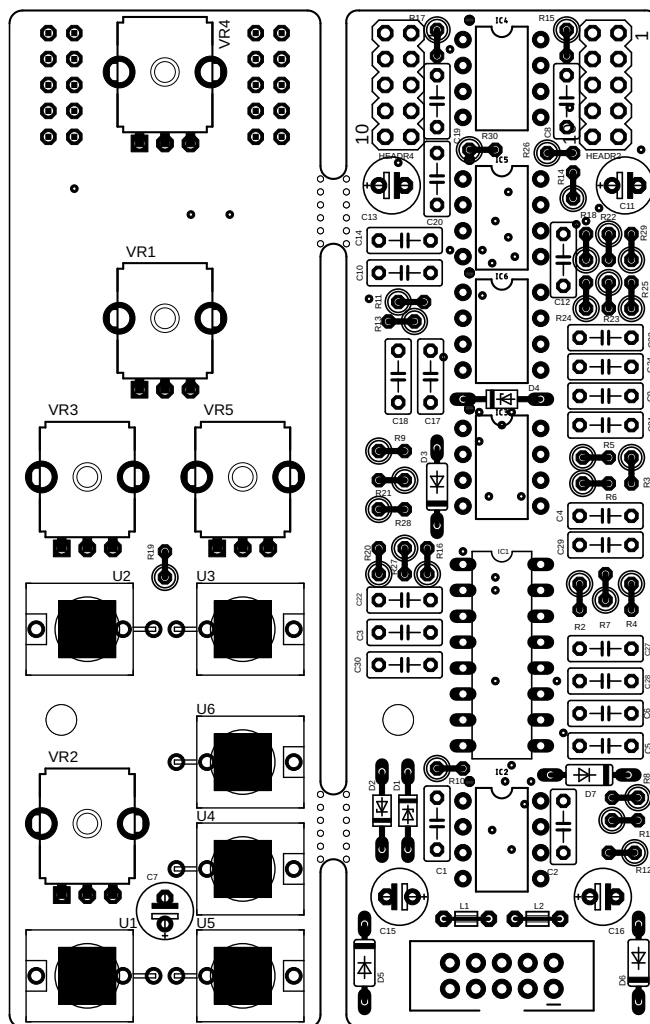 VR4
VR1
VR3
VR5
R19
U2
U3
U6
VR2
U4
C7
U1
U5
R17
IC4
R15
1
10
C19
R30
R26
C8
HEADR4
IC5
HEADR2
R14
C13
C20
C11
R18
R22
R29
C14
C10
IC6
C12
R25
R11
R13
R24
R23
D4
C18
C17
R9
D3
R5
R3
R21
R28
R6
C4
C29
R20
R27
R16
IC1
C22
R2
R7
R4
C3
C27
C30
C28
C6
C5
R10
IC2
D2
D1
D7
R8
C1
C2
R12
C15
L1
L2
C16
D5
D6